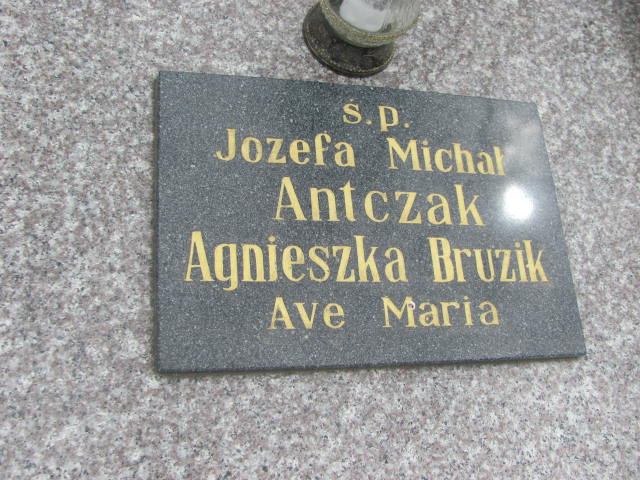 ś.p.
Jozefa Michał
Antczak
Agnieszka Bruzik
Ave Maria